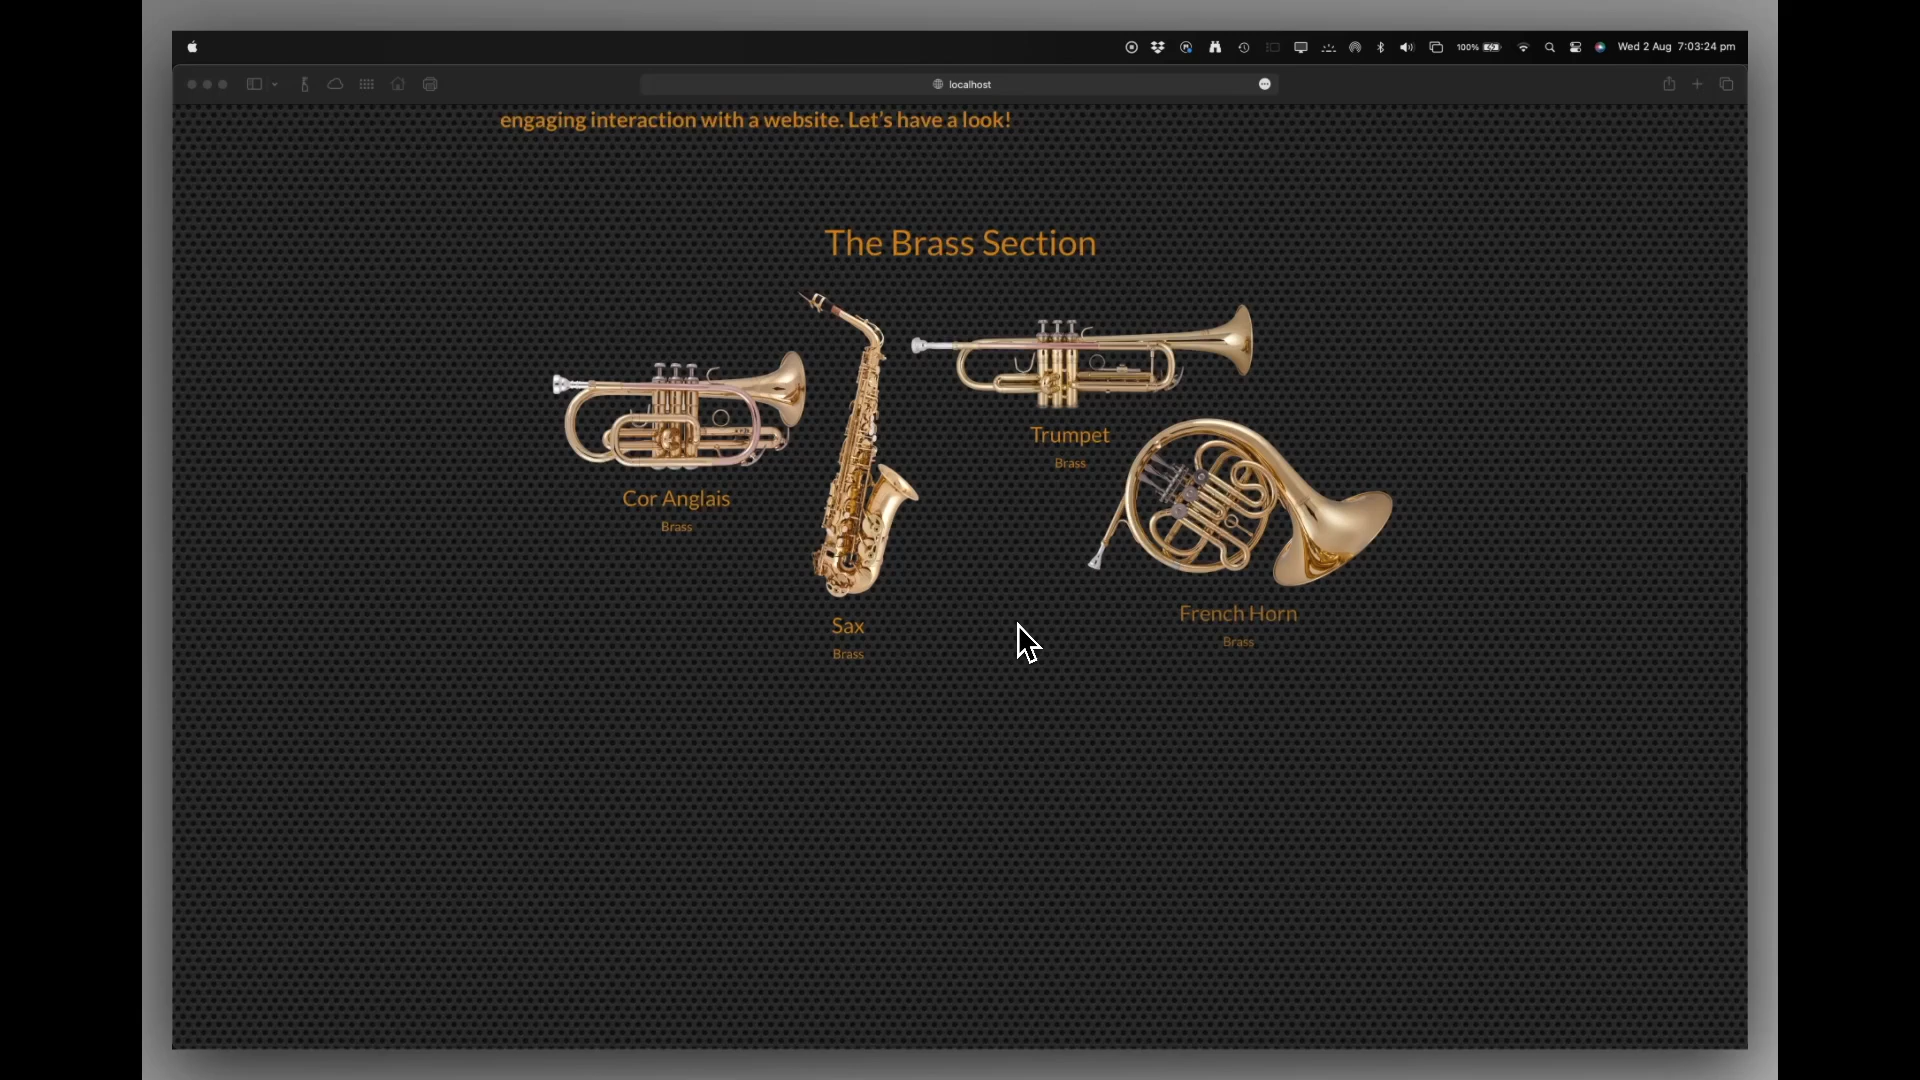 100%
Wed 2 Aug 7:03:24 pm
localhost
engaging interaction with a website. Let’s have a look!
The Brass Section
Cor Anglais
Brass
Sax
Brass
Trumpet
Brass
French Horn
Brass